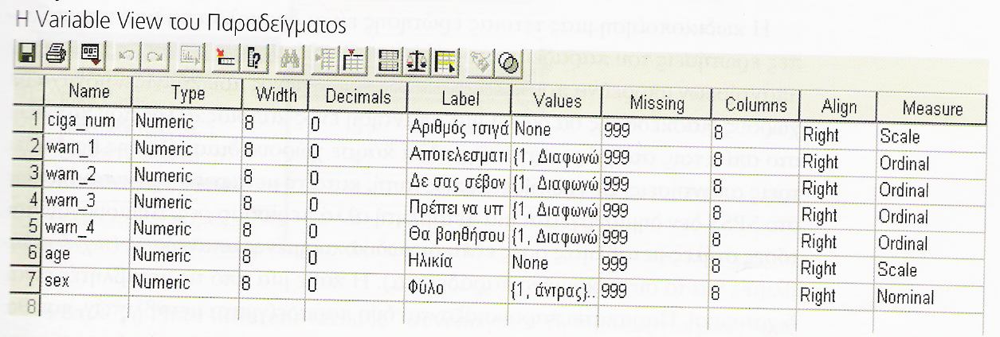 Η Variable View του Παραδείγματος
Name Type Width Decimals Label Values Missing Columns Align Measure
1 ciga_num Numeric 8 0 Αριθμός τσιγά None 999 8 Right Scale
2 warn_1 Numeric 8 0 Αποτελεσματι {1, Διαφωνώ 999 8 Right Ordinal
3 warn_2 Numeric 8 0 Δε σας σέβον {1, Διαφωνώ 999 8 Right Ordinal
4 warn_3 Numeric 8 0 Πρέπει να υπ {1, Διαφωνώ 999 8 Right Ordinal
5 warn_4 Numeric 8 0 Θα βοηθήσου {1, Διαφωνώ 999 8 Right Ordinal
6 age Numeric 8 0 Ηλικία None 999 8 Right Scale
7 sex Numeric 8 0 Φύλο {1, άντρας}.. 999 8 Right Nominal
8